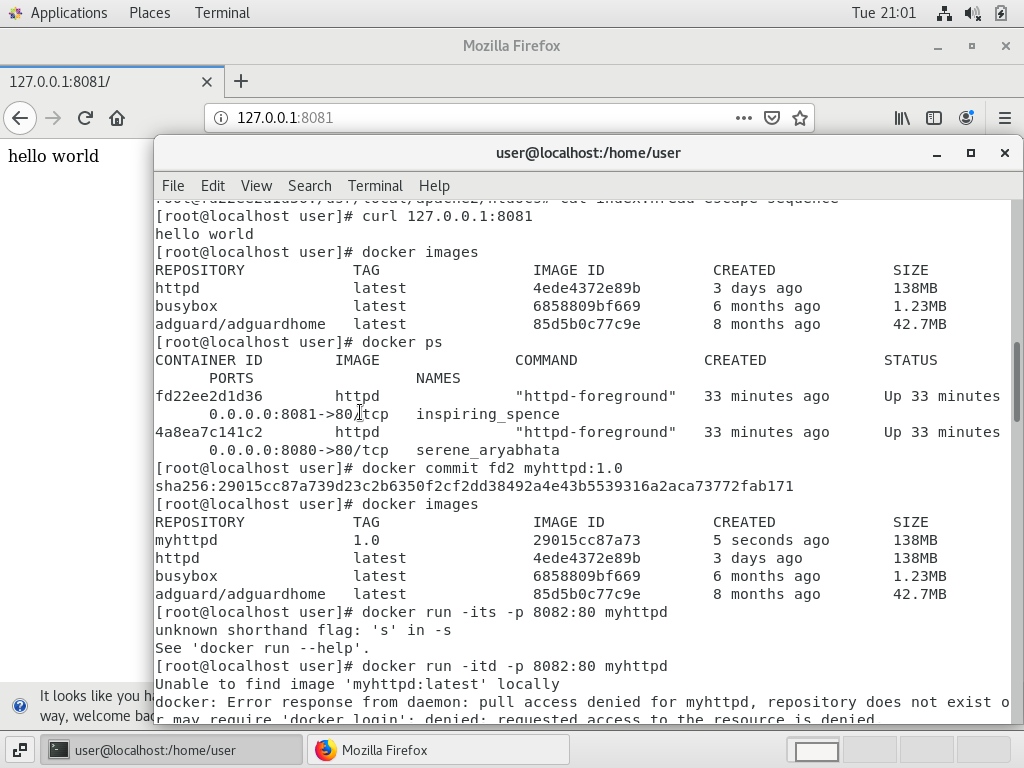 Applications Places Terminal Tue 21:01
Mozilla Firefox
127.0.0.1:8081/
127.0.0.1:8081
hello world
user@localhost:/home/user
File Edit View Search Terminal Help
[root@localhost user]# curl 127.0.0.1:8081
hello world
[root@localhost user]# docker images
REPOSITORY TAG IMAGE ID CREATED SIZE
httpd latest 4ede4372e89b 3 days ago 138MB
busybox latest 6858809bf669 6 months ago 1.23MB
adguard/adguardhome latest 85d5b0c77c9e 8 months ago 42.7MB
[root@localhost user]# docker ps
CONTAINER ID IMAGE COMMAND CREATED STATUS
PORTS NAMES
fd22ee2d1d36 httpd "httpd-foreground" 33 minutes ago Up 33 minutes
0.0.0.0:8081->80/tcp inspiring_spence
4a8ea7c141c2 httpd "httpd-foreground" 33 minutes ago Up 33 minutes
0.0.0.0:8080->80/tcp serene_aryabhata
[root@localhost user]# docker commit fd2 myhttpd:1.0
sha256:29015cc87a739d23c2b6350f2cf2dd38492a4e43b5539316a2aca73772fab171
[root@localhost user]# docker images
REPOSITORY TAG IMAGE ID CREATED SIZE
myhttpd 1.0 29015cc87a73 5 seconds ago 138MB
httpd latest 4ede4372e89b 3 days ago 138MB
busybox latest 6858809bf669 6 months ago 1.23MB
adguard/adguardhome latest 85d5b0c77c9e 8 months ago 42.7MB
[root@localhost user]# docker run -its -p 8082:80 myhttpd
unknown shorthand flag: 's' in -s
See 'docker run --help'.
[root@localhost user]# docker run -itd -p 8082:80 myhttpd
Unable to find image 'myhttpd:latest' locally
docker: Error response from daemon: pull access denied for myhttpd, repository does not exist o
r may require 'docker login': denied: requested access to the resource is denied
It looks like you ha
way, welcome bac
user@localhost:/home/user Mozilla Firefox